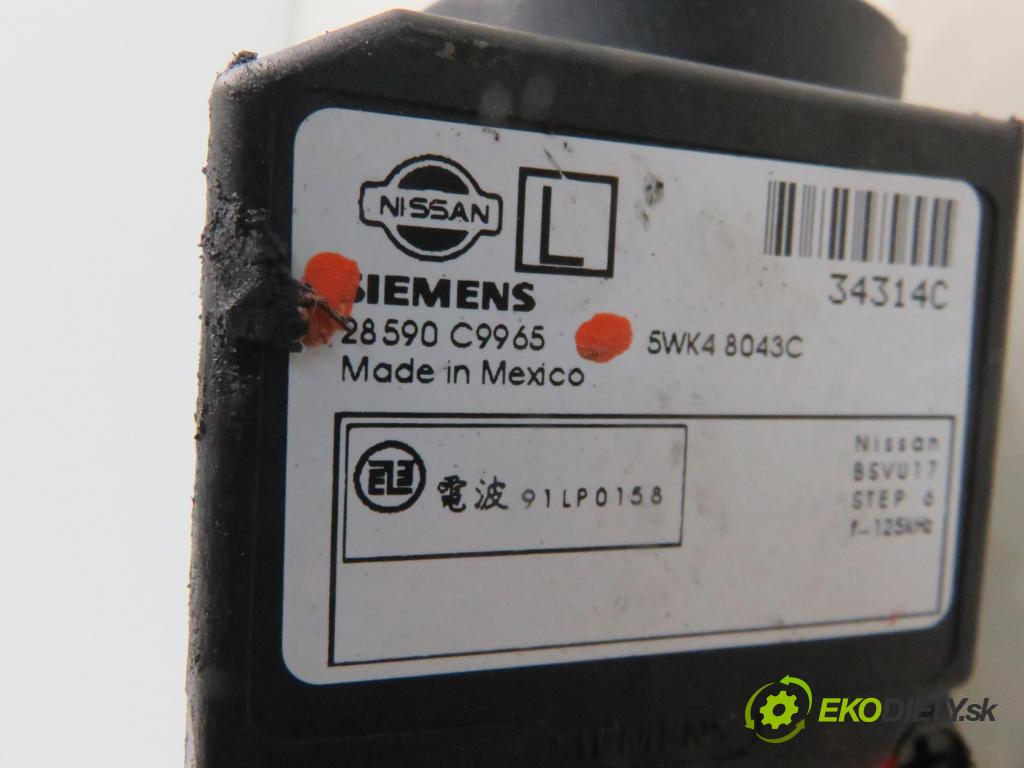 NISSAN
L
34314C
SIEMENS
28590 C9965 5WK4 8043C
Made in Mexico
電波 91LP0158
Nissan
BSVU17
STEP 6
f-125kHz
SIEMENS
EKODIELY.sk